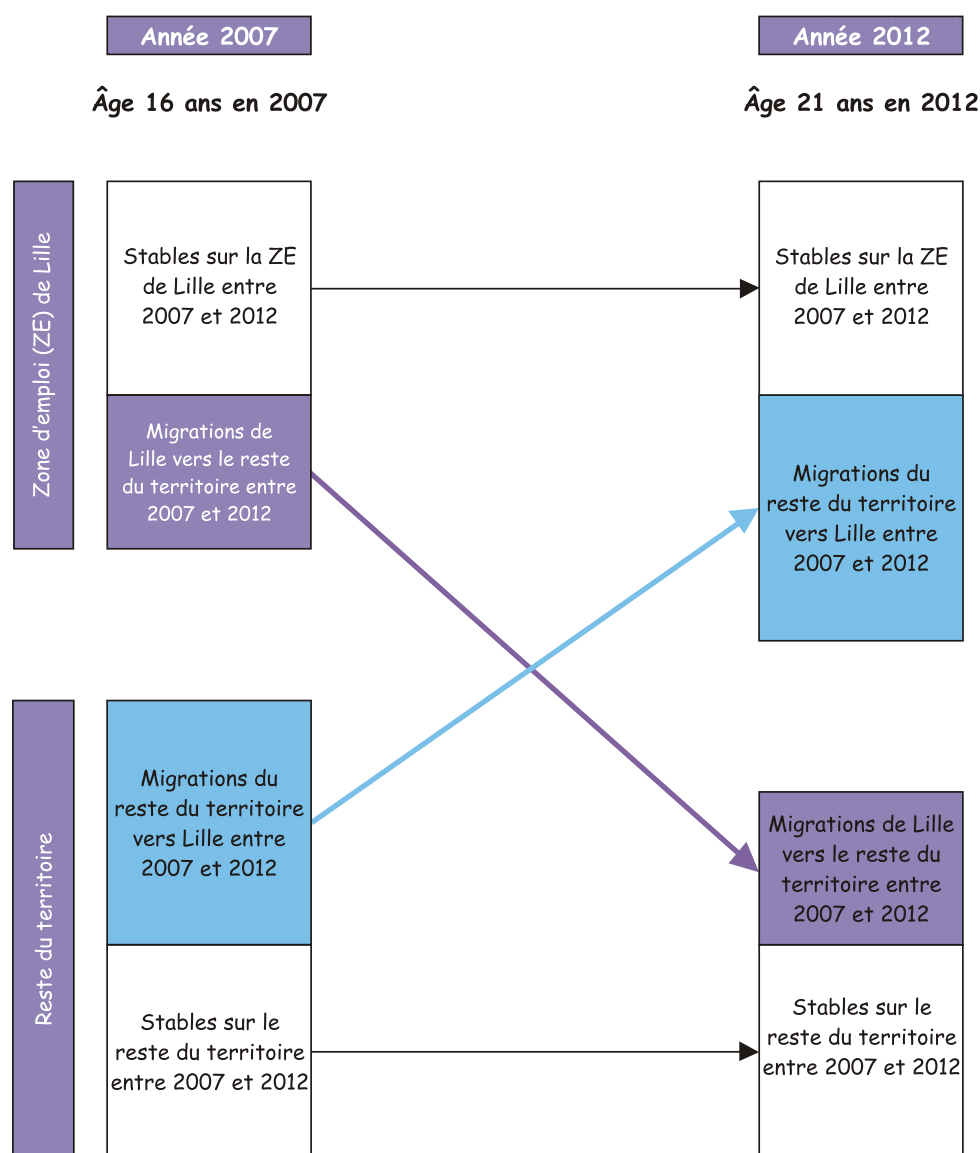 Année 2007
Année 2012
Âge 16 ans en 2007
Âge 21 ans en 2012
Zone d'emploi (ZE) de Lille
Stables sur la ZE
de Lille entre
2007 et 2012
Stables sur la ZE
de Lille entre
2007 et 2012
Migrations de
Lille vers le reste
du territoire entre
2007 et 2012
Migrations du
reste du territoire
vers Lille entre
2007 et 2012
Reste du territoire
Migrations du
reste du territoire
vers Lille entre
2007 et 2012
Migrations de Lille
vers le reste du
territoire entre
2007 et 2012
Stables sur le
reste du territoire
entre 2007 et 2012
Stables sur le
reste du territoire
entre 2007 et 2012